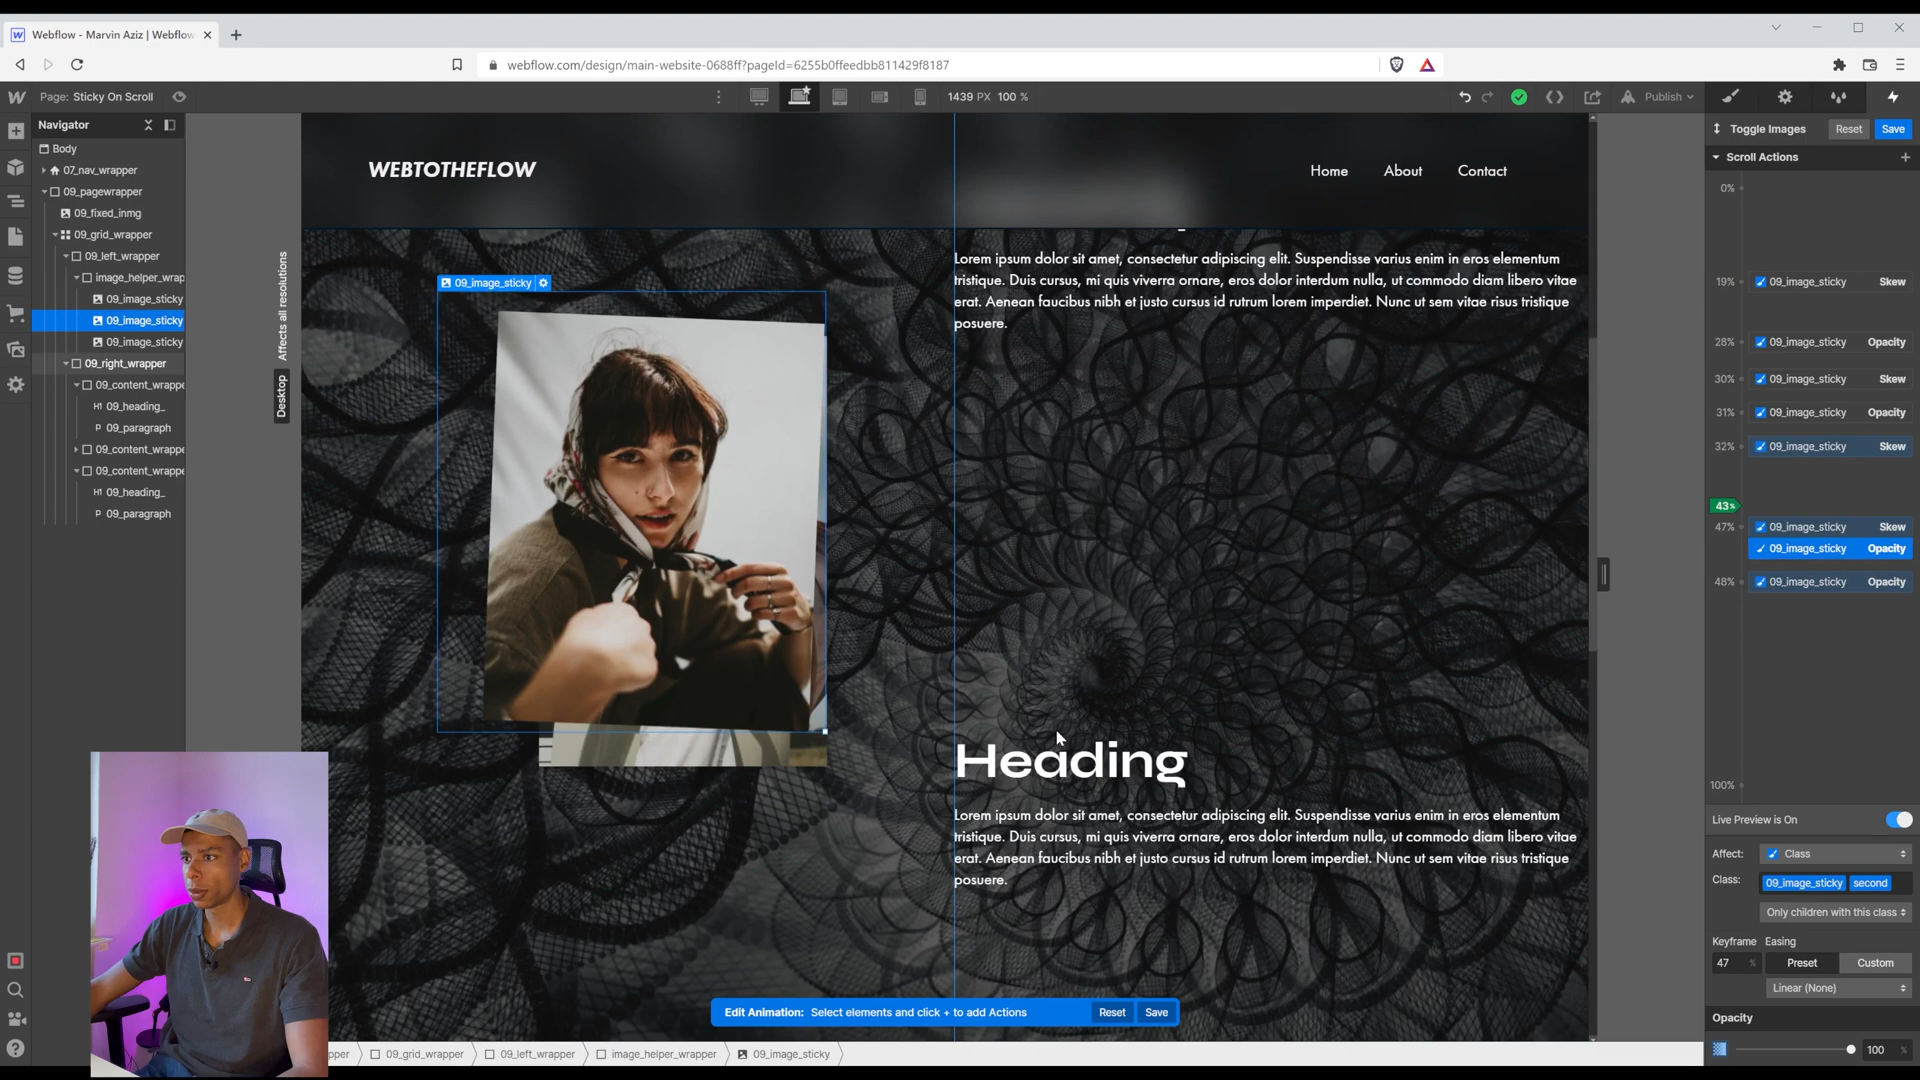 Webflow - Marvin Aziz | Webflow
webflow.com/design/main-website-0688ff?pageId=6255b0ffeedbb811429f8187
Page: Sticky On Scroll
1439 PX 100 %
Publish
Navigator
Body
07_nav_wrapper
09_pagewrapper
09_fixed_inmg
09_grid_wrapper
09_left_wrapper
image_helper_wrap
09_image_sticky
09_image_sticky
09_image_sticky
09_right_wrapper
09_content_wrappe
09_heading_
09_paragraph
09_content_wrappe
09_content_wrappe
H1 09_heading_
P 09_paragraph
Affects all resolutions
Desktop
WEBTOTHEFLOW
Home About Contact
09_image_sticky
Lorem ipsum dolor sit amet, consectetur adipiscing elit. Suspendisse varius enim in eros elementum
tristique. Duis cursus, mi quis viverra ornare, eros dolor interdum nulla, ut commodo diam libero vitae
erat. Aenean faucibus nibh et justo cursus id rutrum lorem imperdiet. Nunc ut sem vitae risus tristique
posuere.
Heading
Lorem ipsum dolor sit amet, consectetur adipiscing elit. Suspendisse varius enim in eros elementum
tristique. Duis cursus, mi quis viverra ornare, eros dolor interdum nulla, ut commodo diam libero vitae
erat. Aenean faucibus nibh et justo cursus id rutrum lorem imperdiet. Nunc ut sem vitae risus tristique
posuere.
Edit Animation: Select elements and click + to add Actions Reset Save
pper 09_grid_wrapper 09_left_wrapper image_helper_wrapper 09_image_sticky
Toggle Images Reset Save
Scroll Actions
0%
19% 09_image_sticky Skew
28% 09_image_sticky Opacity
30% 09_image_sticky Skew
31% 09_image_sticky Opacity
32% 09_image_sticky Skew
43%
47% 09_image_sticky Skew
09_image_sticky Opacity
48% 09_image_sticky Opacity
100%
Live Preview is On
Affect: Class
Class: 09_image_sticky second
Only children with this class
Keyframe Easing
47 % Preset Custom
Linear (None)
Opacity
100 %